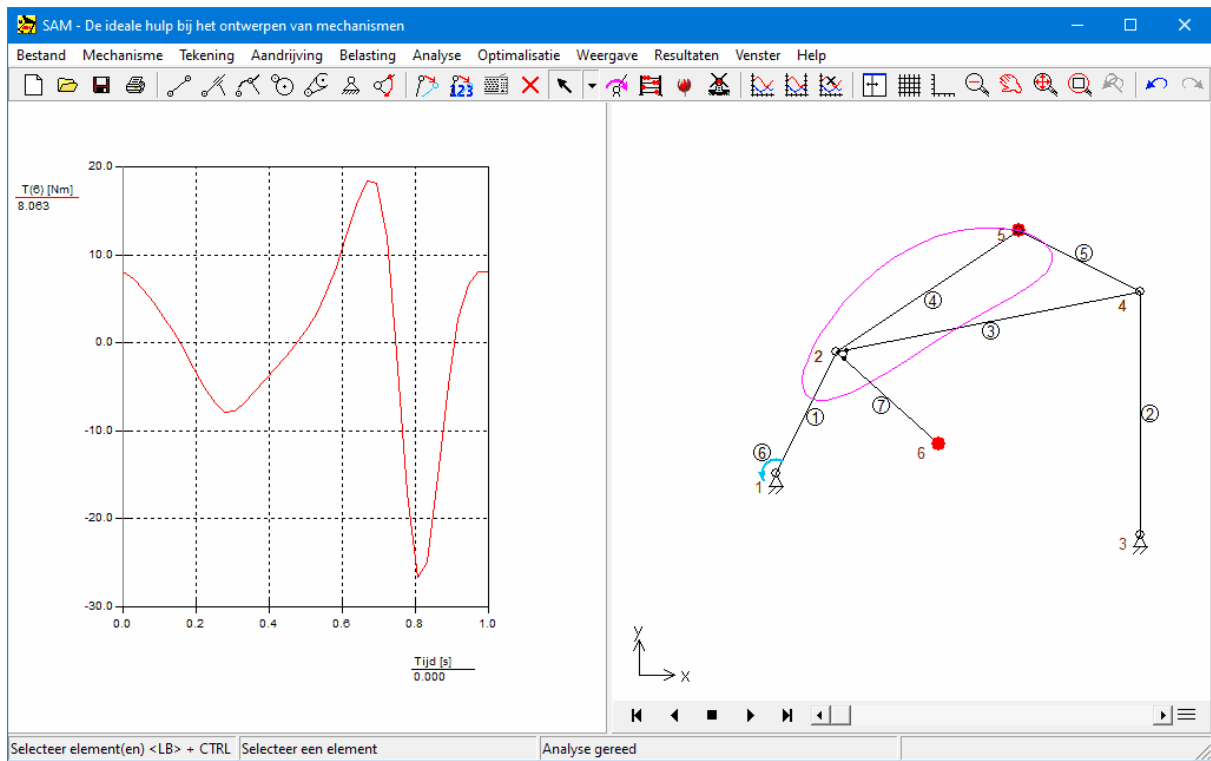 SAM - De ideale hulp bij het ontwerpen van mechanismen
Bestand Mechanisme Tekening Aandrijving Belasting Analyse Optimalisatie Weergave Resultaten Venster Help
123
T(6) [Nm]
8.063
20.0
10.0
0.0
-10.0
-20.0
-30.0
0.0 0.2 0.4 0.6 0.8 1.0
Tijd [s]
0.000
5
5
4
4
3
2
7
1
2
6
6
1
3
y
x
Selecteer element(en) <LB> + CTRL Selecteer een element Analyse gereed